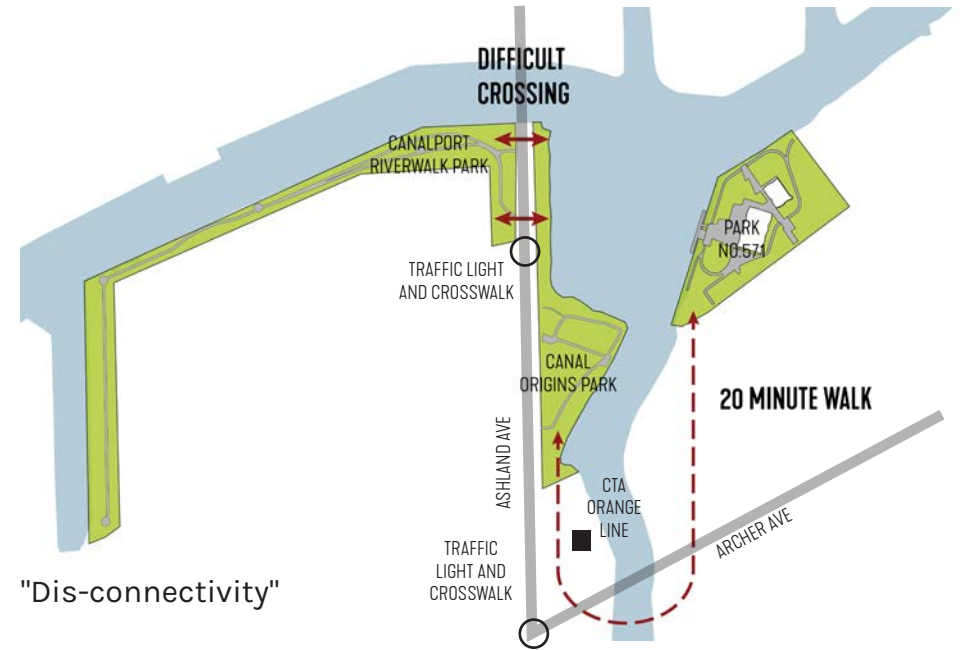 DIFFICULT
CROSSING
CANALPORT
RIVERWALK PARK
PARK
NO.571
TRAFFIC LIGHT
AND CROSSWALK
CANAL
ORIGINS PARK
20 MINUTE WALK
ASHLAND AVE
CTA
ORANGE
LINE
ARCHER AVE
TRAFFIC
LIGHT AND
CROSSWALK
"Dis-connectivity"